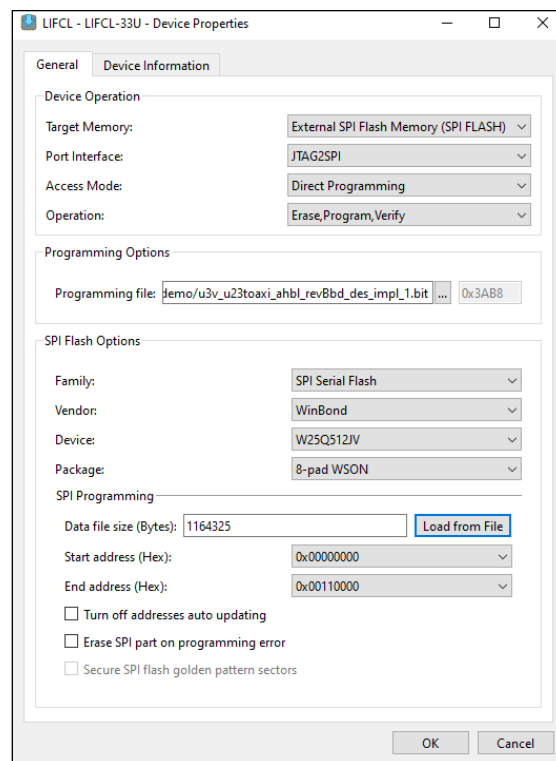 LIFCL - LIFCL-33U - Device Properties
General Device Information
Device Operation
Target Memory: External SPI Flash Memory (SPI FLASH)
Port Interface: JTAG2SPI
Access Mode: Direct Programming
Operation: Erase,Program,Verify
Programming Options
Programming file: demo/u3v_u23toaxi_ahbl_revBbd_des_impl_1.bit ... 0x3AB8
SPI Flash Options
Family: SPI Serial Flash
Vendor: WinBond
Device: W25Q512JV
Package: 8-pad WSON
SPI Programming
Data file size (Bytes): 1164325 Load from File
Start address (Hex): 0x00000000
End address (Hex): 0x00110000
Turn off addresses auto updating
Erase SPI part on programming error
Secure SPI flash golden pattern sectors
OK Cancel